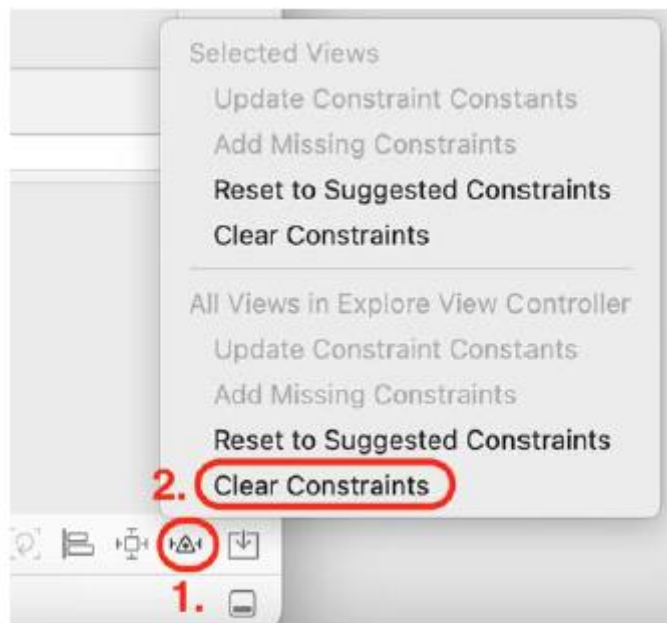 Selected Views
Update Constraint Constants
Add Missing Constraints
Reset to Suggested Constraints
Clear Constraints
All Views in Explore View Controller
Update Constraint Constants
Add Missing Constraints
Reset to Suggested Constraints
2. Clear Constraints
1.